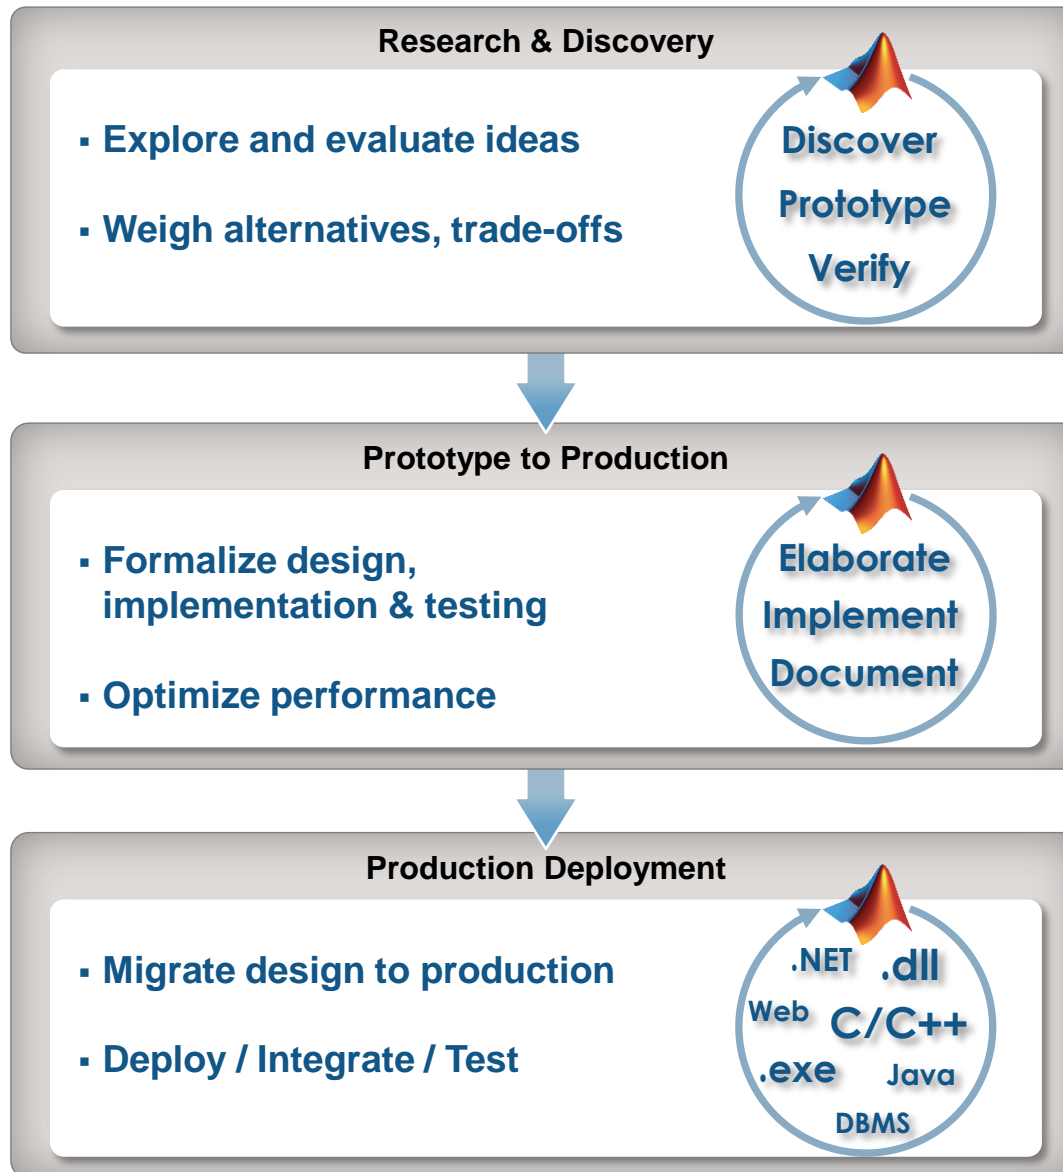 Research & Discovery
▪ Explore and evaluate ideas
▪ Weigh alternatives, trade-offs
Discover
Prototype
Verify
Prototype to Production
▪ Formalize design,
implementation & testing
▪ Optimize performance
Elaborate
Implement
Document
Production Deployment
▪ Migrate design to production
▪ Deploy / Integrate / Test
.NET .dll
Web C/C++
.exe Java
DBMS